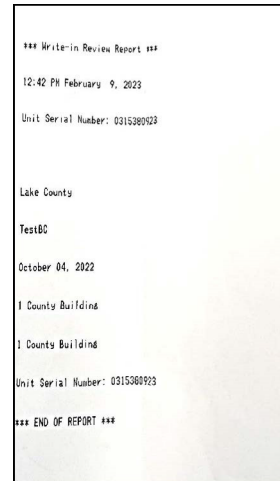 *** Write-in Review Report ***
12:42 PM February 9, 2023
Unit Serial Number: 0315380923
Lake County
TestBC
October 04, 2022
1 County Building
1 County Building
Unit Serial Number: 0315380923
*** END OF REPORT ***